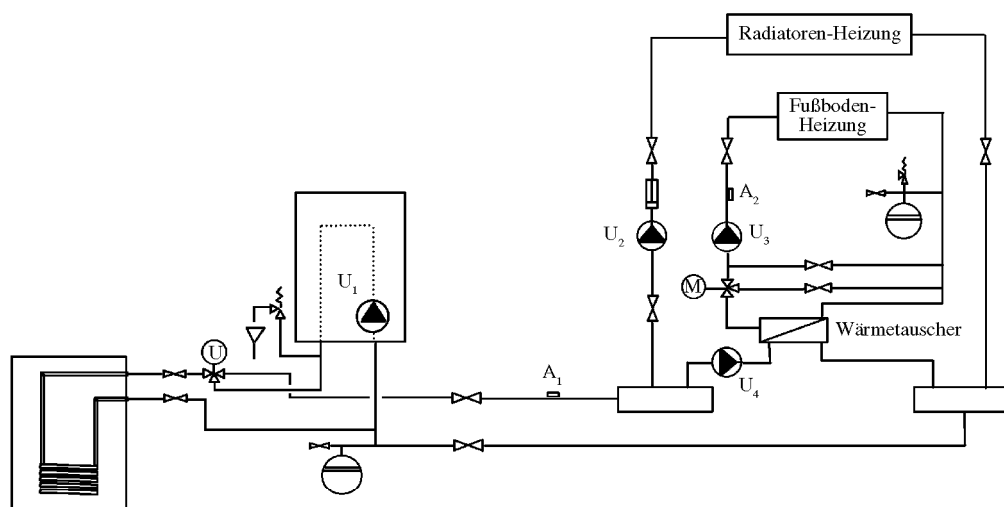 Radiatoren-Heizung
Fußboden-
Heizung
A2
U2
U3
U1
M
Wärmetauscher
U
A1
U4